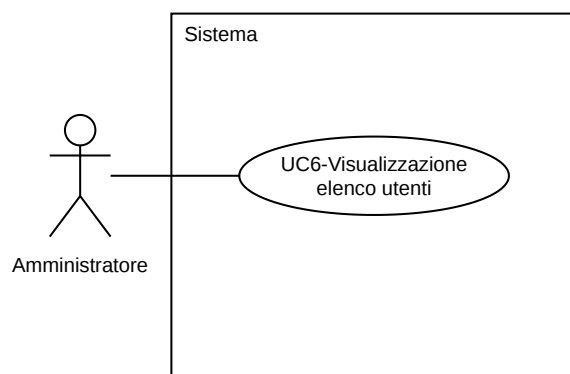 Sistema
UC6-Visualizzazione
elenco utenti
Amministratore